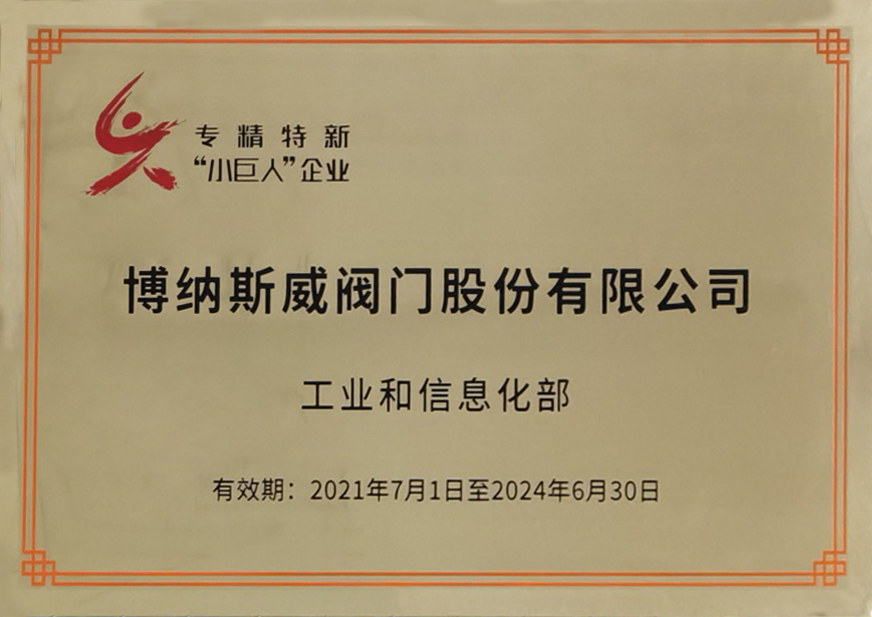 专精特新
“小巨人”企业
博纳斯威阀门股份有限公司
工业和信息化部
有效期：2021年7月1日至2024年6月30日